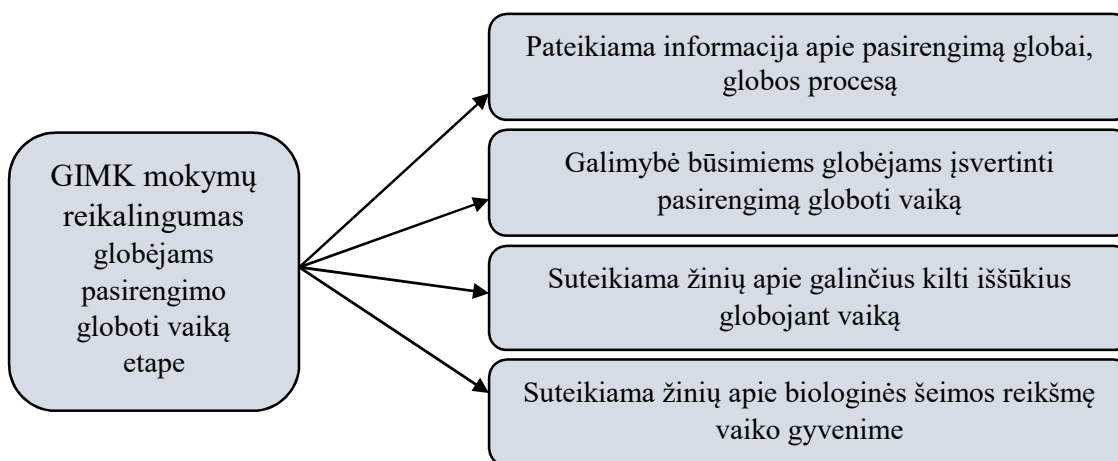 GIMK mokymų
reikalingumas
globėjams
pasirengimo
globoti vaiką
etape
Pateikiama informacija apie pasirengimą globai,
globos procesą
Galimybė būsimiems globėjams įsvertinti
pasirengimą globoti vaiką
Suteikiama žinių apie galinčius kilti iššūkius
globojant vaiką
Suteikiama žinių apie biologinės šeimos reikšmę
vaiko gyvenime